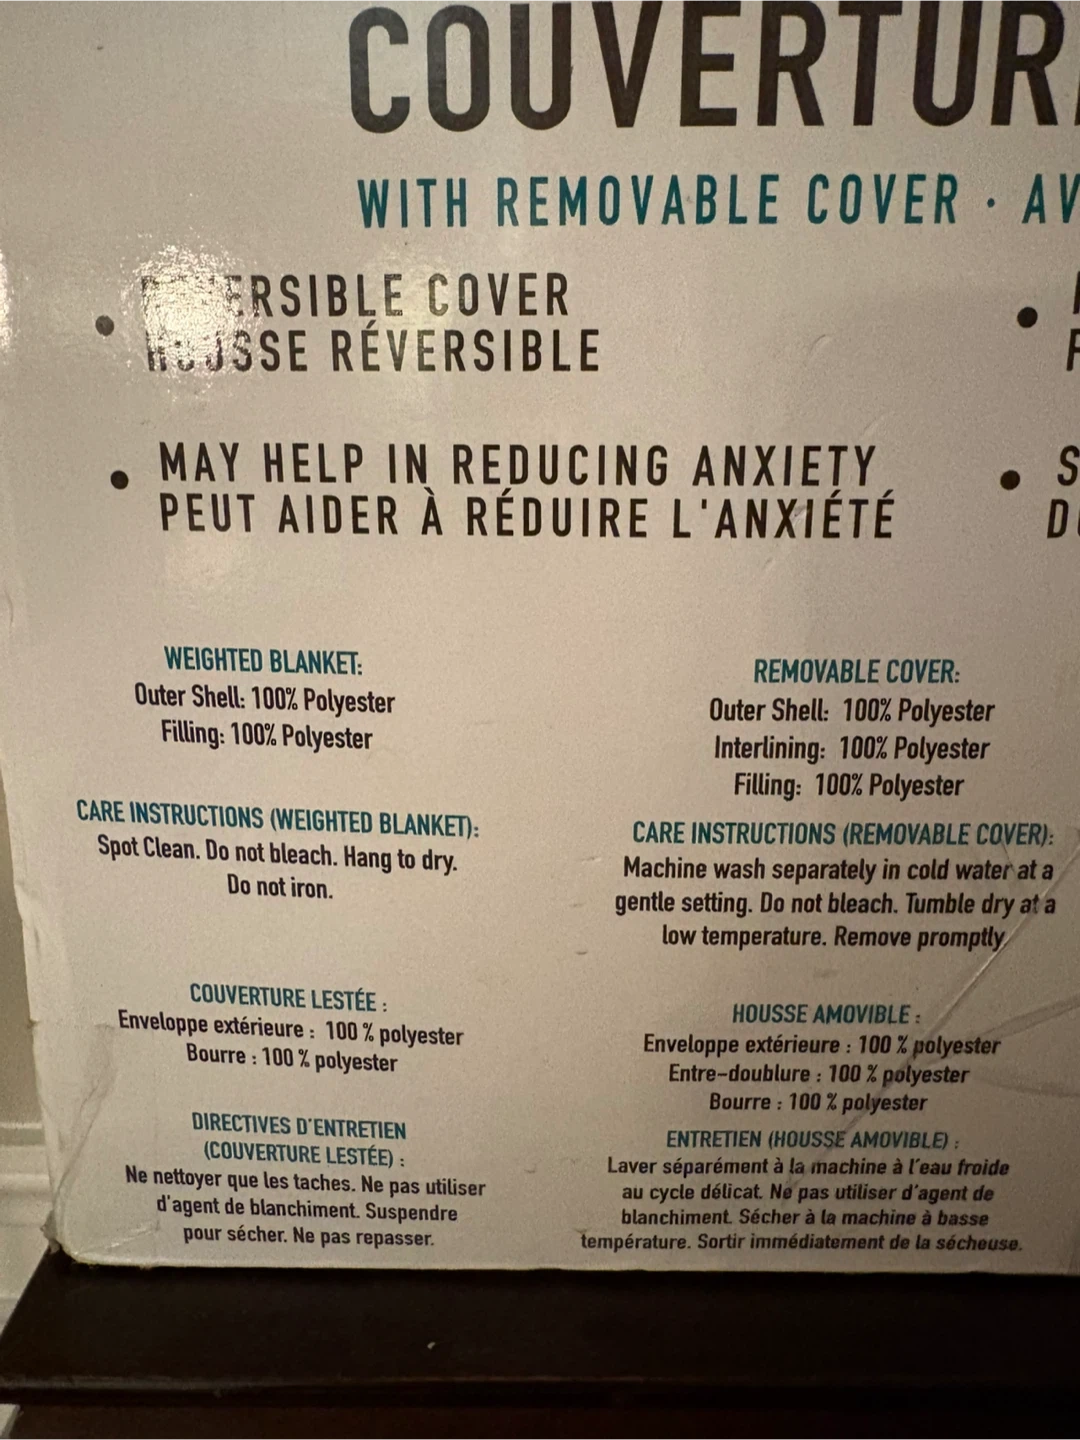 WITH REMOVABLE COVER ·
COVER
RÉVERSIBLE
MAY HELP IN REDUCING ANXIETY
PEUT AIDER À RÉDUIRE L'ANXIÉTÉ
WEIGHTED BLANKET:
Outer Shell: 100% Polyester
Filling: 100% Polyester
CARE INSTRUCTIONS (WEIGHTED BLANKET):
Spot Clean. Do not bleach. Hang to dry.
Do not iron.
REMOVABLE COVER:
Outer Shell: 100% Polyester
Interlining: 100% Polyester
Filling: 100% Polyester
CARE INSTRUCTIONS (REMOVABLE COVER):
Machine wash separately in cold water at a
gentle setting. Do not bleach. Tumble dry at a
low temperature. Remove promptly.
COUVERTURE LESTÉE :
Enveloppe extérieure : 100 % polyester
Bourre : 100 % polyester
DIRECTIVES D'ENTRETIEN
(COUVERTURE LESTÉE) :
Ne nettoyer que les taches. Ne pas utiliser
d'agent de blanchiment. Suspendre
pour sécher. Ne pas repasser.
HOUSSE AMOVIBLE :
Enveloppe extérieure : 100 % polyester
Entre-doublure : 100 % polyester
Bourre : 100 % polyester
ENTRETIEN (HOUSSE AMOVIBLE) :
Laver séparément à la machine à l'eau froide
au cycle délicat. Ne pas utiliser d'agent de
blanchiment. Sécher à la machine à basse
température. Sortir immédiatement de la sécheuse.